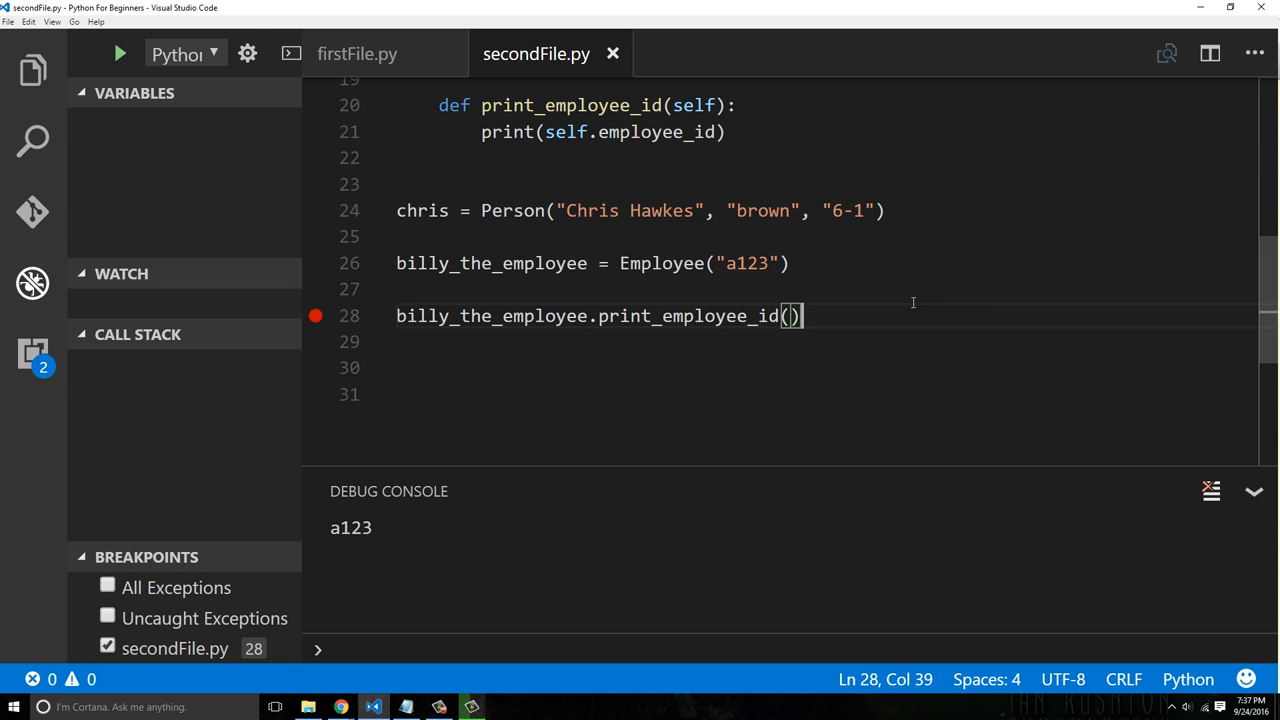 secondFile.py - Python For Beginners - Visual Studio Code
File Edit View Go Help
Pythor
firstFile.py
secondFile.py
VARIABLES
WATCH
CALL STACK
2
BREAKPOINTS
All Exceptions
Uncaught Exceptions
secondFile.py 28
19
20 def print_employee_id(self):
21 print(self.employee_id)
22
23
24 chris = Person("Chris Hawkes", "brown", "6-1")
25
26 billy_the_employee = Employee("a123")
27
28 billy_the_employee.print_employee_id()
29
30
31
DEBUG CONSOLE
a123
0 0
Ln 28, Col 39 Spaces: 4 UTF-8 CRLF Python
I'm Cortana. Ask me anything.
7:37 PM
9/24/2016